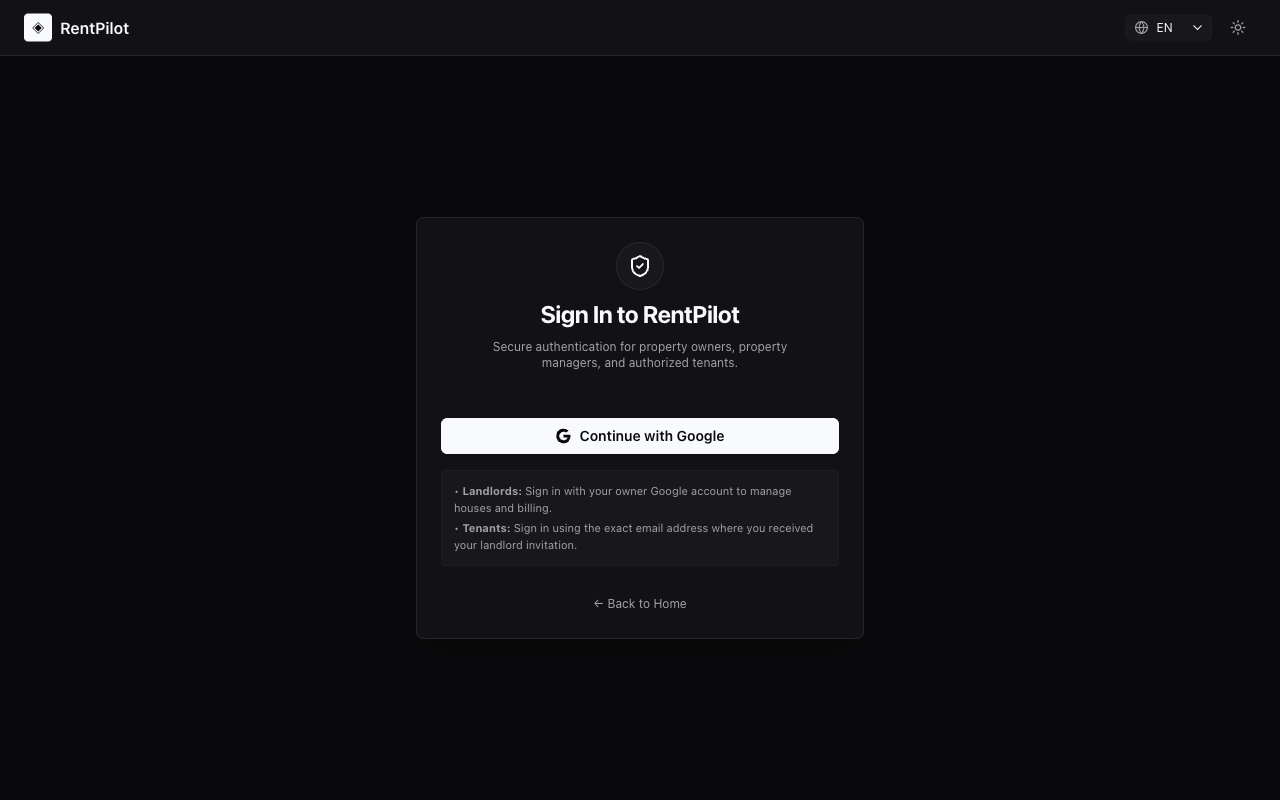 RentPilot
EN
Sign In to RentPilot
Secure authentication for property owners, property
managers, and authorized tenants.
Continue with Google
• Landlords: Sign in with your owner Google account to manage
houses and billing.
• Tenants: Sign in using the exact email address where you received
your landlord invitation.
← Back to Home